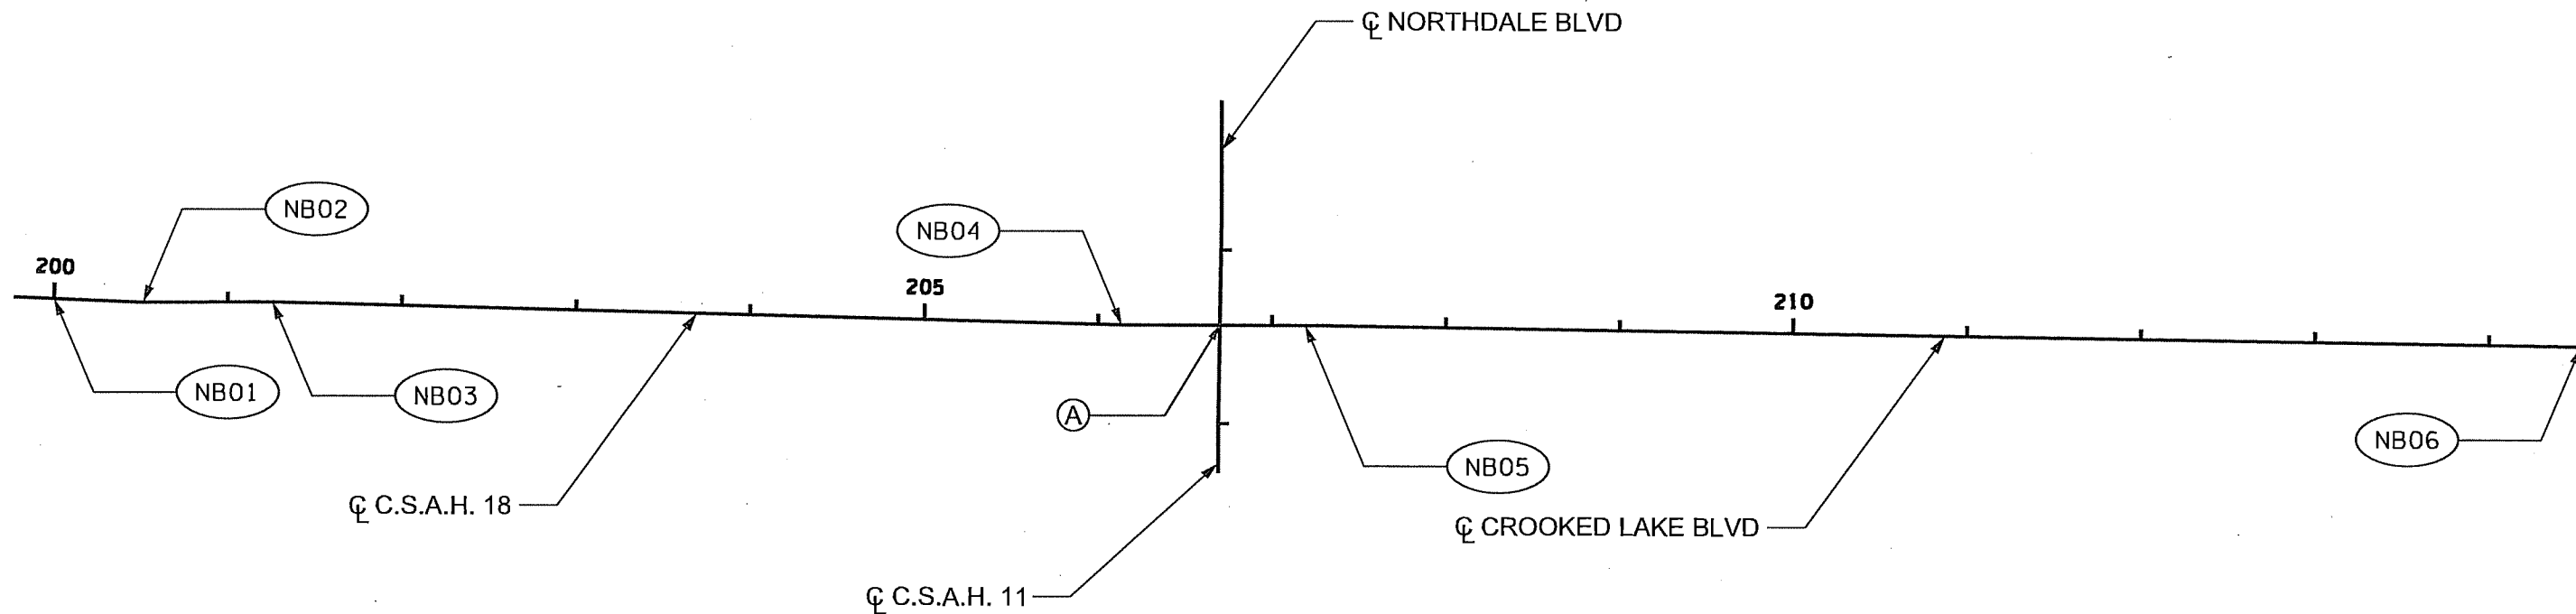 ℄ NORTHDALE BLVD
NB02
NB04
200
205
210
NB01
NB03
A
NB05
NB06
℄ C.S.A.H. 18
℄ CROOKED LAKE BLVD
℄ C.S.A.H. 11